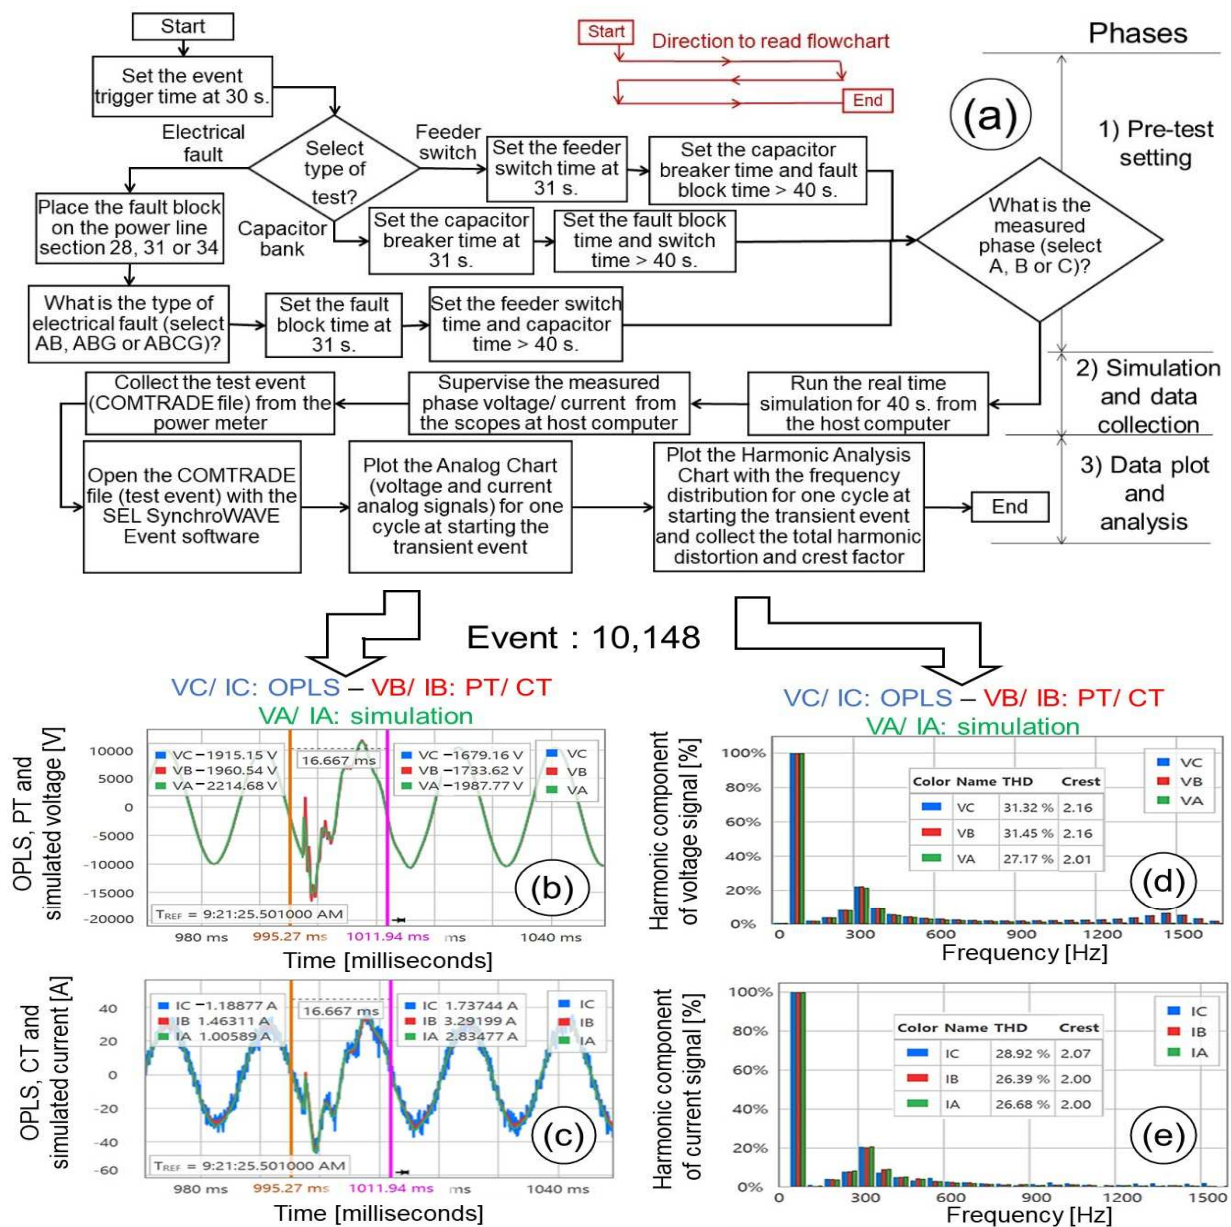 Start
Set the event
trigger time at 30 s.
Start
Direction to read flowchart
End
Phases
(a)
1) Pre-test
setting
Electrical
fault
Select
type of
test?
Feeder
switch
Set the feeder
switch time at
31 s.
Set the capacitor
breaker time and fault
block time > 40 s.
Place the fault block
on the power line
section 28, 31 or 34
Capacitor
bank
Set the capacitor
breaker time at
31 s.
Set the fault block
time and switch
time > 40 s.
What is the
measured
phase (select
A, B or C)?
What is the type of
electrical fault (select
AB, ABG or ABCG)?
Set the fault
block time at
31 s.
Set the feeder switch
time and capacitor
time > 40 s.
Collect the test event
(COMTRADE file) from the
power meter
Supervise the measured
phase voltage/ current from
the scopes at host computer
Run the real time
simulation for 40 s. from
the host computer
2) Simulation
and data
collection
Open the COMTRADE
file (test event) with the
SEL SynchroWAVE
Event software
Plot the Analog Chart
(voltage and current
analog signals) for one
cycle at starting the
transient event
Plot the Harmonic Analysis
Chart with the frequency
distribution for one cycle at
starting the transient event
and collect the total harmonic
distortion and crest factor
End
3) Data plot
and
analysis
Event : 10,148
VC/ IC: OPLS – VB/ IB: PT/ CT
VA/ IA: simulation
OPLS, PT and
simulated voltage [V]
10000
5000
0
-5000
-10000
-15000
-20000
VC −1915.15 V
VB −1960.54 V
VA −2214.68 V
16.667 ms
VC −1679.16 V
VB −1733.62 V
VA −1987.77 V
VC
VB
VA
(b)
TREF = 9:21:25.501000 AM
980 ms
995.27 ms
1011.94 ms
ms
1040 ms
Time [milliseconds]
OPLS, CT and
simulated current [A]
40
20
0
-20
-40
-60
IC −1.18877 A
IB 1.46311 A
IA 1.00589 A
16.667 ms
IC 1.73744 A
IB 3.29199 A
IA 2.83477 A
IC
IB
IA
(c)
TREF = 9:21:25.501000 AM
980 ms
995.27 ms
1011.94 ms
ms
1040 ms
Time [milliseconds]
VC/ IC: OPLS – VB/ IB: PT/ CT
VA/ IA: simulation
Harmonic component
of voltage signal [%]
100%
80%
60%
40%
20%
0%
Color Name THD Crest
VC 31.32 % 2.16
VB 31.45 % 2.16
VA 27.17 % 2.01
VC
VB
VA
(d)
0
300
600
900
1200
1500
Frequency [Hz]
Harmonic component
of current signal [%]
100%
80%
60%
40%
20%
0%
Color Name THD Crest
IC 28.92 % 2.07
IB 26.39 % 2.00
IA 26.68 % 2.00
IC
IB
IA
(e)
0
300
600
900
1200
1500
Frequency [Hz]